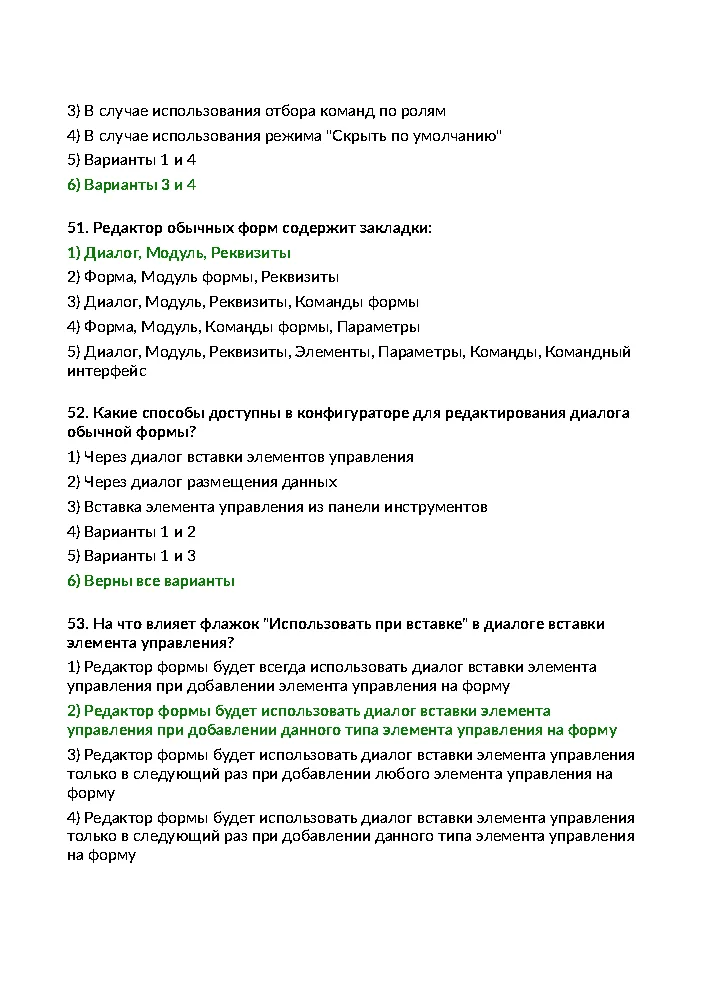 3) В случае использования отбора команд по ролям
4) В случае использования режима "Скрыть по умолчанию"
5) Варианты 1 и 4
6) Варианты 3 и 4
51. Редактор обычных форм содержит закладки:
1) Диалог, Модуль, Реквизиты
2) Форма, Модуль формы, Реквизиты
3) Диалог, Модуль, Реквизиты, Команды формы
4) Форма, Модуль, Команды формы, Параметры
5) Диалог, Модуль, Реквизиты, Элементы, Параметры, Команды, Командный
интерфейс
52. Какие способы доступны в конфигураторе для редактирования диалога
обычной формы?
1) Через диалог вставки элементов управления
2) Через диалог размещения данных
3) Вставка элемента управления из панели инструментов
4) Варианты 1 и 2
5) Варианты 1 и 3
6) Верны все варианты
53. На что влияет флажок "Использовать при вставке" в диалоге вставки
элемента управления?
1) Редактор формы будет всегда использовать диалог вставки элемента
управления при добавлении элемента управления на форму
2) Редактор формы будет использовать диалог вставки элемента
управления при добавлении данного типа элемента управления на форму
3) Редактор формы будет использовать диалог вставки элемента управления
только в следующий раз при добавлении любого элемента управления на
форму
4) Редактор формы будет использовать диалог вставки элемента управления
только в следующий раз при добавлении данного типа элемента управления
на форму